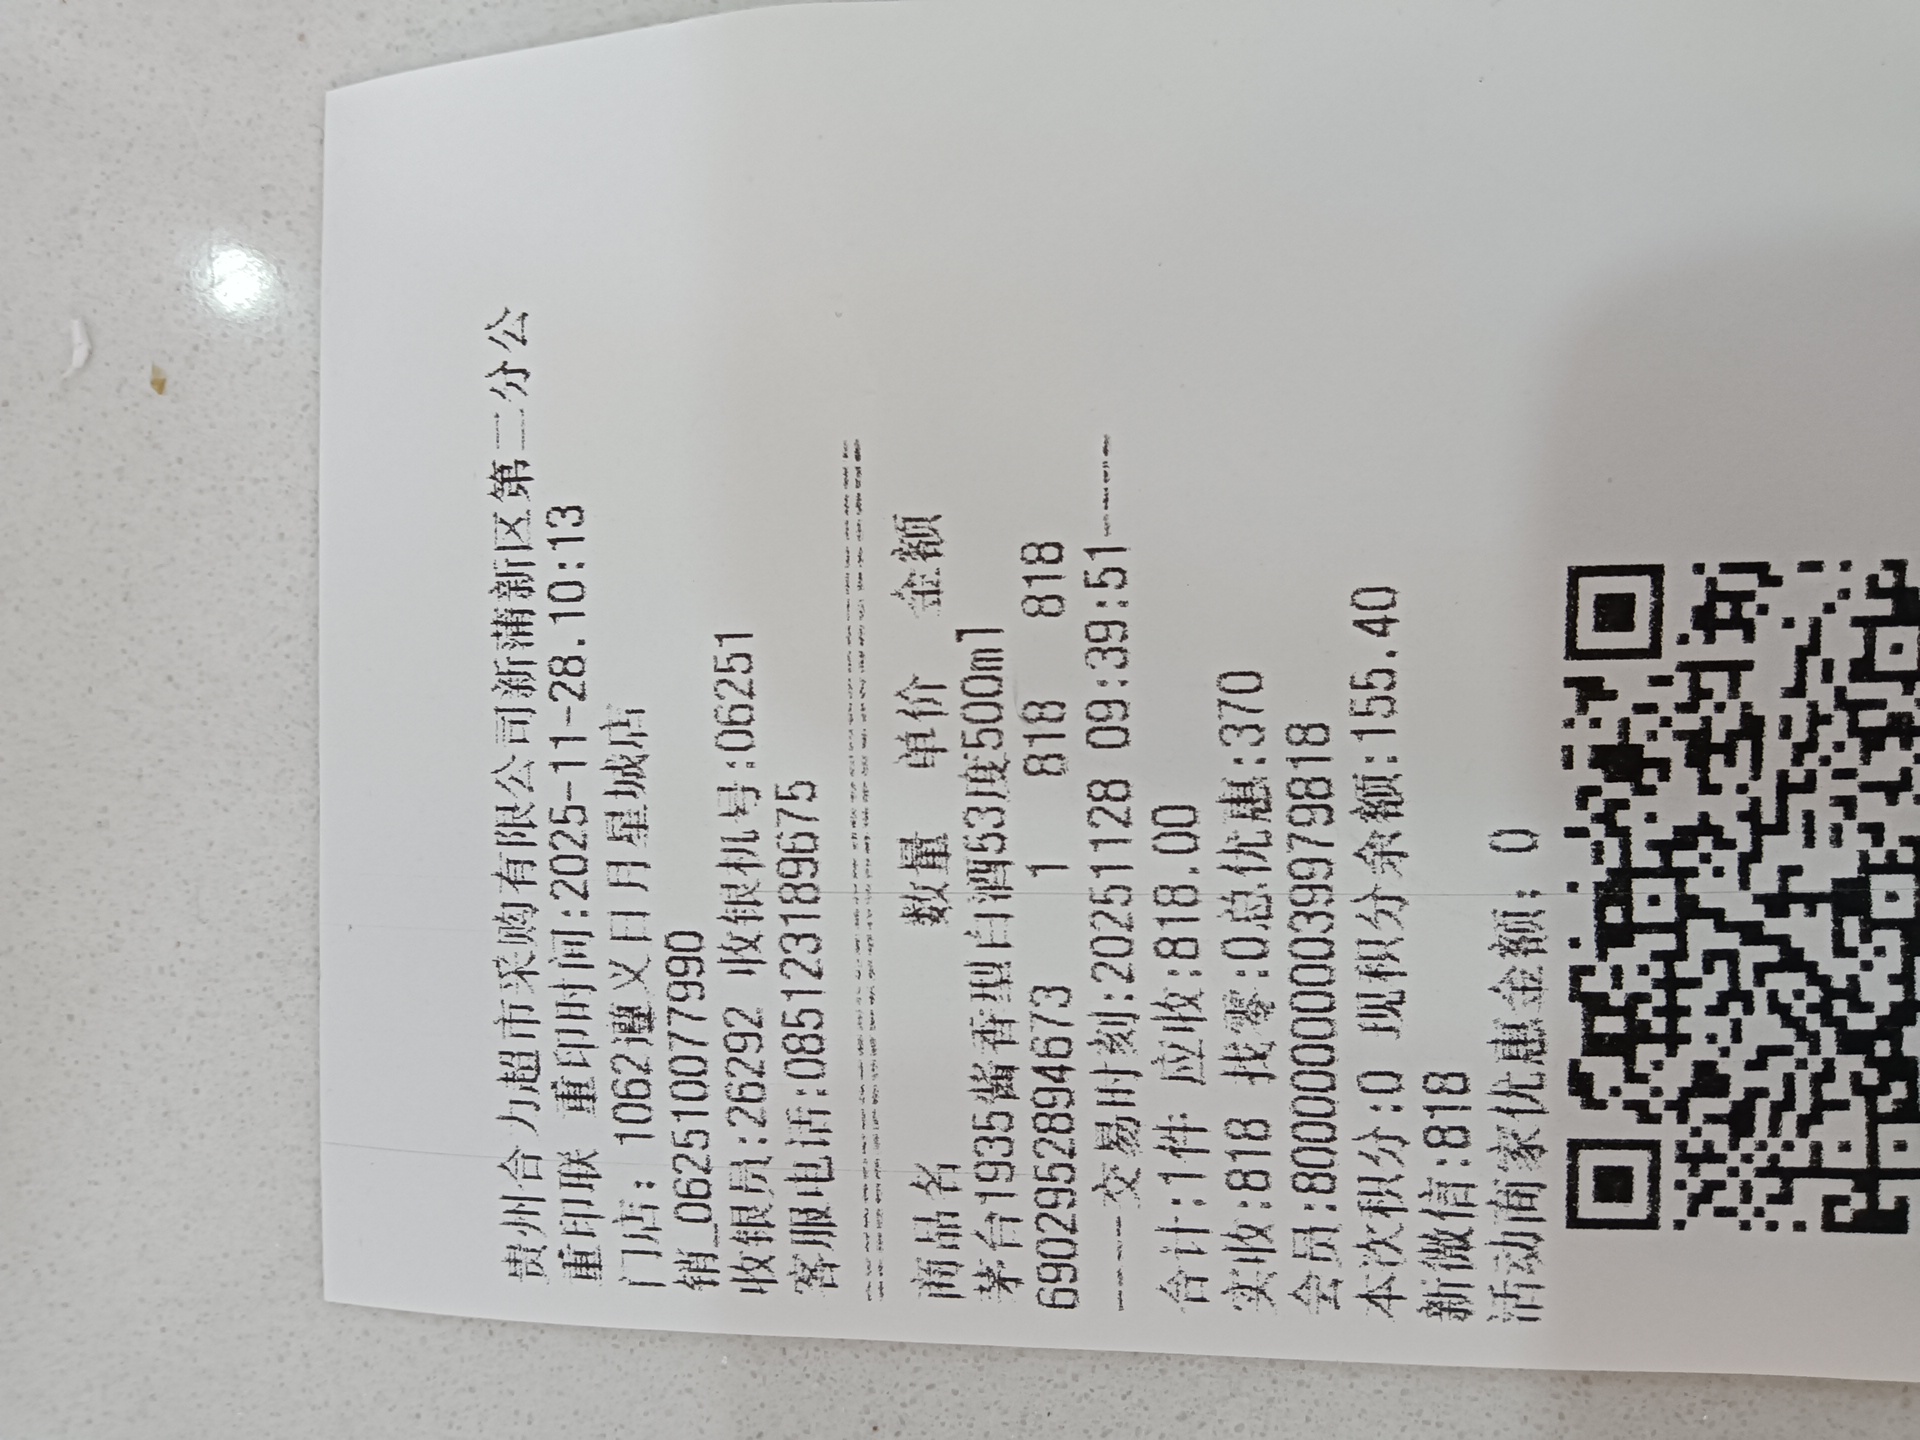 贵州合力超市采购有限公司新蒲新区第二分公
重印联 重印时间:2025-11-28.10:13
门店: 1062遵义日月星城店
销_062510077990
收银员:26292 收银机号:06251
客服电话:085123189675
================================
商品名 数量 单价 金额
茅台1935酱香型白酒53度500ml
6902952894673 1 818 818
-----交易时刻:20251128 09:39:51-----
合计:1件 应收:818.00
实收:818 找零:0总优惠:370
会员:80000000039979818
本次积分:0 现积分余额:155.40
新微信:818
活动商家优惠金额: 0